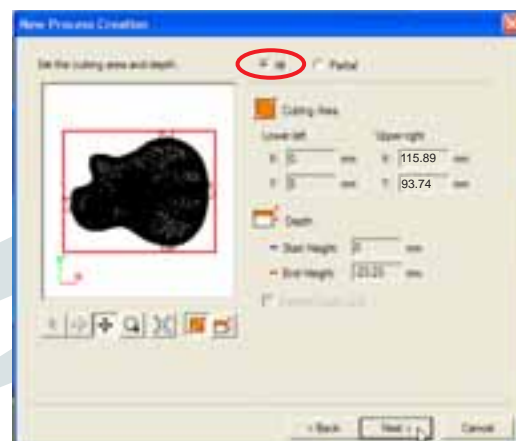 New Process Creation
Set the cutting area and depth.
All Partial
Cutting Area
Lower left Upper right
X: 0 mm X: 115.89 mm
Y: 0 mm Y: 93.74 mm
Depth
Start Height 0 mm
End Height mm
< Back Next > Cancel